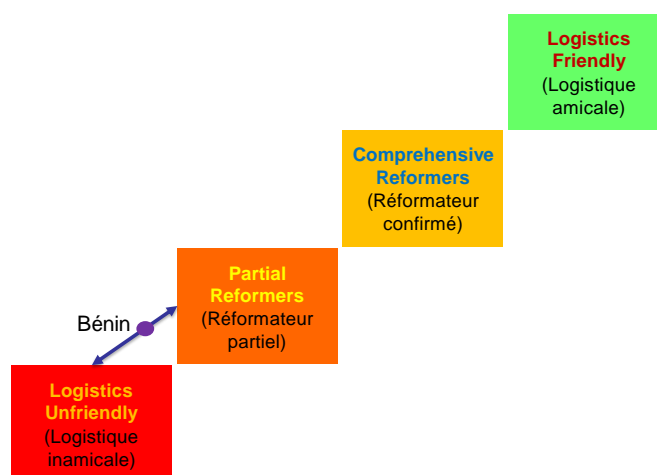 Logistics
Friendly
(Logistique
amicale)
Comprehensive
Reformers
(Réformateur
confirmé)
Partial
Reformers
(Réformateur
partiel)
Bénin
Logistics
Unfriendly
(Logistique
inamicale)